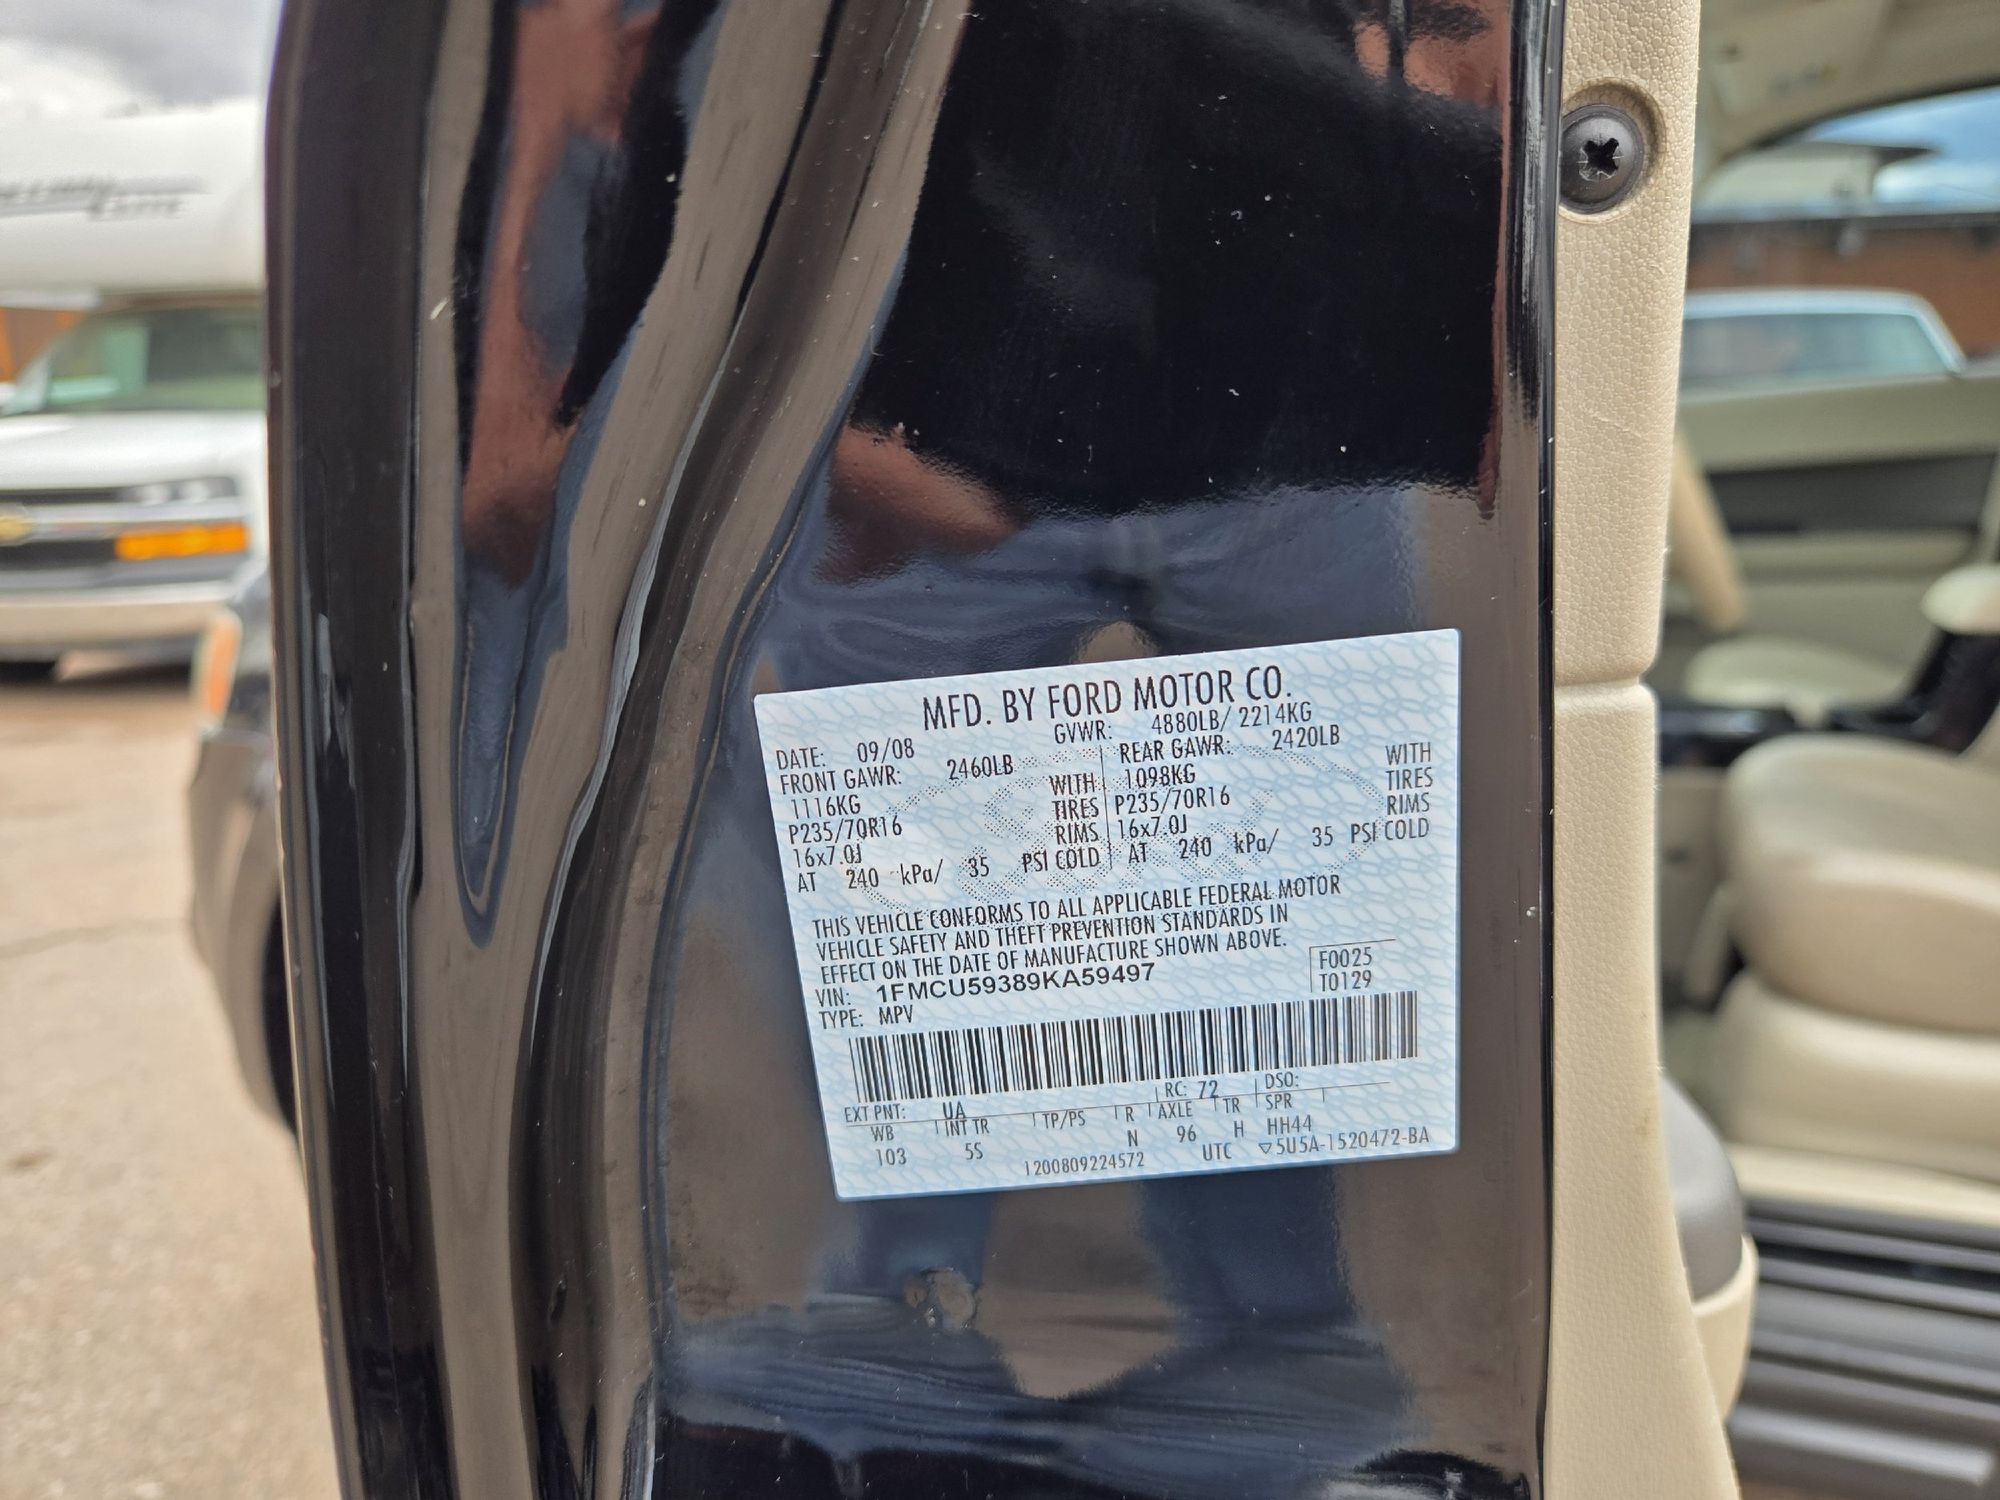 MFD. BY FORD MOTOR CO.
DATE: 09/08 GVWR: 4880LB/ 2214KG
FRONT GAWR: 2460LB REAR GAWR: 2420LB
1116KG WITH 1098KG WITH
P235/70R16 TIRES P235/70R16 TIRES
16x7.0J RIMS 16x7.0J RIMS
AT 240 kPa/ 35 PSI COLD AT 240 kPa/ 35 PSI COLD
THIS VEHICLE CONFORMS TO ALL APPLICABLE FEDERAL MOTOR
VEHICLE SAFETY AND THEFT PREVENTION STANDARDS IN
EFFECT ON THE DATE OF MANUFACTURE SHOWN ABOVE.
VIN: 1FMCU59389KA59497 F0025
TYPE: MPV T0129
EXT PNT: UA RC: 72 DSO:
WB INT TR TP/PS R AXLE TR SPR
103 5S N 96 H HH44
1200809224572 UTC ▽5U5A-1520472-BA